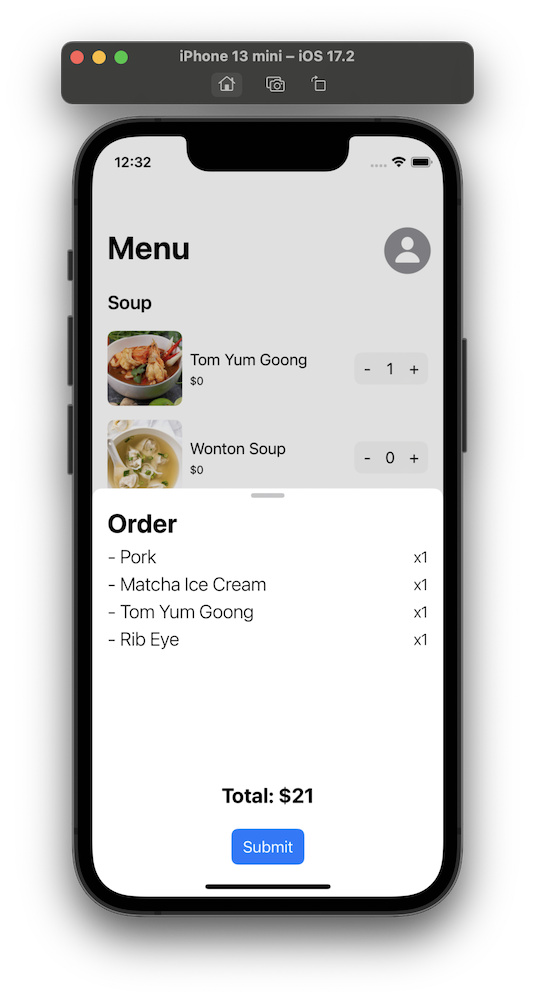 iPhone 13 mini – iOS 17.2
12:32
Menu
Soup
Tom Yum Goong
$0
- 1 +
Wonton Soup
$0
- 0 +
Order
- Pork x1
- Matcha Ice Cream x1
- Tom Yum Goong x1
- Rib Eye x1
Total: $21
Submit